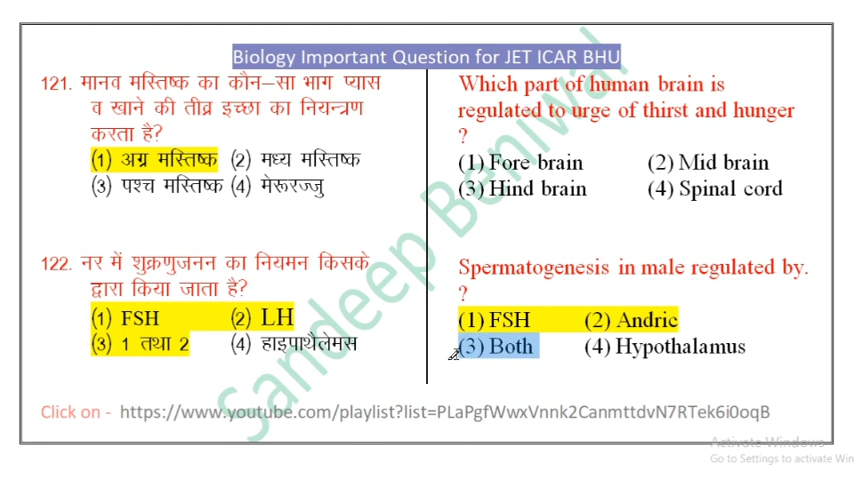 Biology Important Question for JET ICAR BHU
121. मानव मस्तिष्क का कौन–सा भाग प्यास
व खाने की तीव्र इच्छा का नियन्त्रण
करता है?
(1) अग्र मस्तिष्क (2) मध्य मस्तिष्क
(3) पश्च मस्तिष्क (4) मेरूरज्जु
Which part of human brain is
regulated to urge of thirst and hunger
?
(1) Fore brain (2) Mid brain
(3) Hind brain (4) Spinal cord
122. नर में शुक्रणुजनन का नियमन किसके
द्वारा किया जाता है?
(1) FSH (2) LH
(3) 1 तथा 2 (4) हाइपाथैलेमस
Spermatogenesis in male regulated by.
?
(1) FSH (2) Andric
(3) Both (4) Hypothalamus
Sandeep Beniwal
Click on - https://www.youtube.com/playlist?list=PLaPgfWwxVnnk2CanmttdvN7RTek6i0oqB
Activate Windows
Go to Settings to activate Win